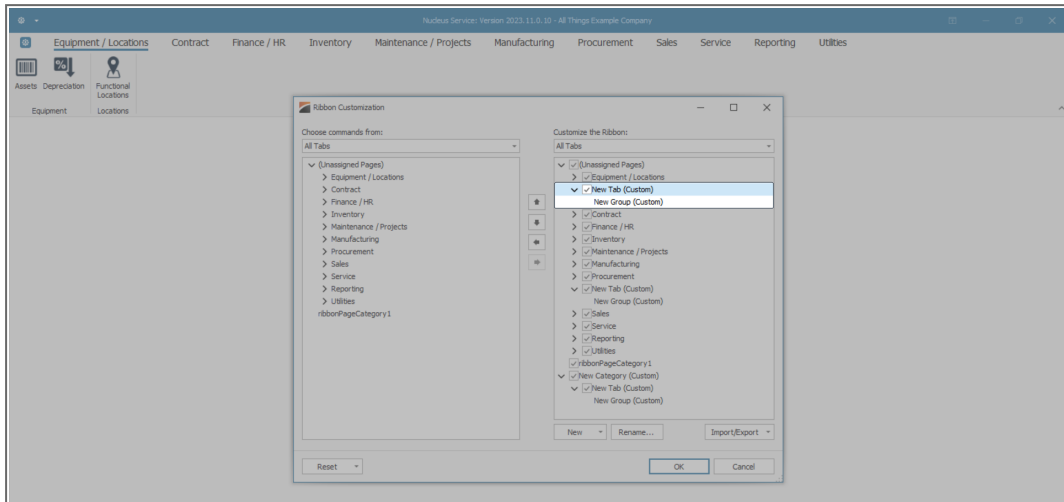 Nucleus Service: Version 2023.11.0.10 - All Things Example Company
Equipment / Locations Contract Finance / HR Inventory Maintenance / Projects Manufacturing Procurement Sales Service Reporting Utilities
Assets Depreciation Functional
Locations
Equipment Locations
Ribbon Customization
Choose commands from: Customize the Ribbon:
All Tabs All Tabs
(Unassigned Pages) (Unassigned Pages)
Equipment / Locations Equipment / Locations
Contract New Tab (Custom)
Finance / HR New Group (Custom)
Inventory Contract
Maintenance / Projects Finance / HR
Manufacturing Inventory
Procurement Maintenance / Projects
Sales Manufacturing
Service Procurement
Reporting New Tab (Custom)
Utilities New Group (Custom)
ribbonPageCategory1 Sales
Service
Reporting
Utilities
ribbonPageCategory1
New Category (Custom)
New Tab (Custom)
New Group (Custom)
New Rename... Import/Export
Reset OK Cancel